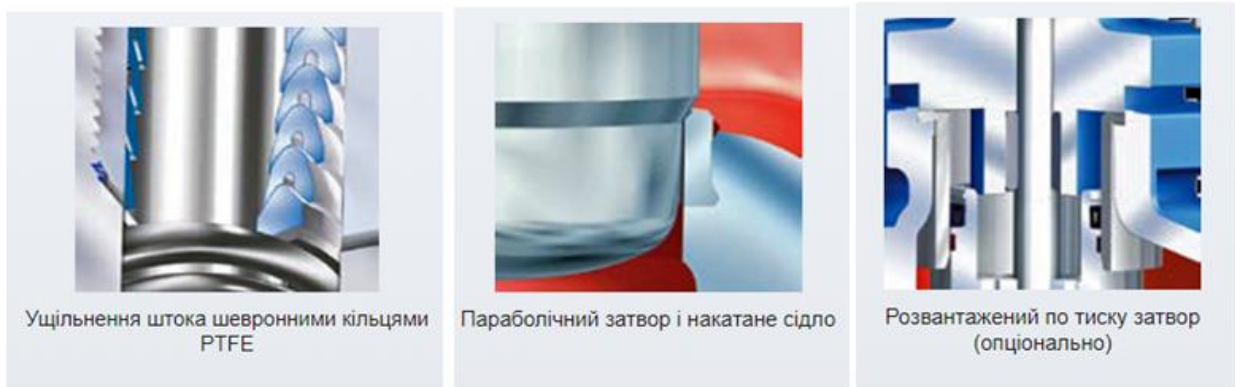 Ущільнення штока шевронними кільцями
PTFE
Параболічний затвор і накатане сідло
Розвантажений по тиску затвор
(опціонально)